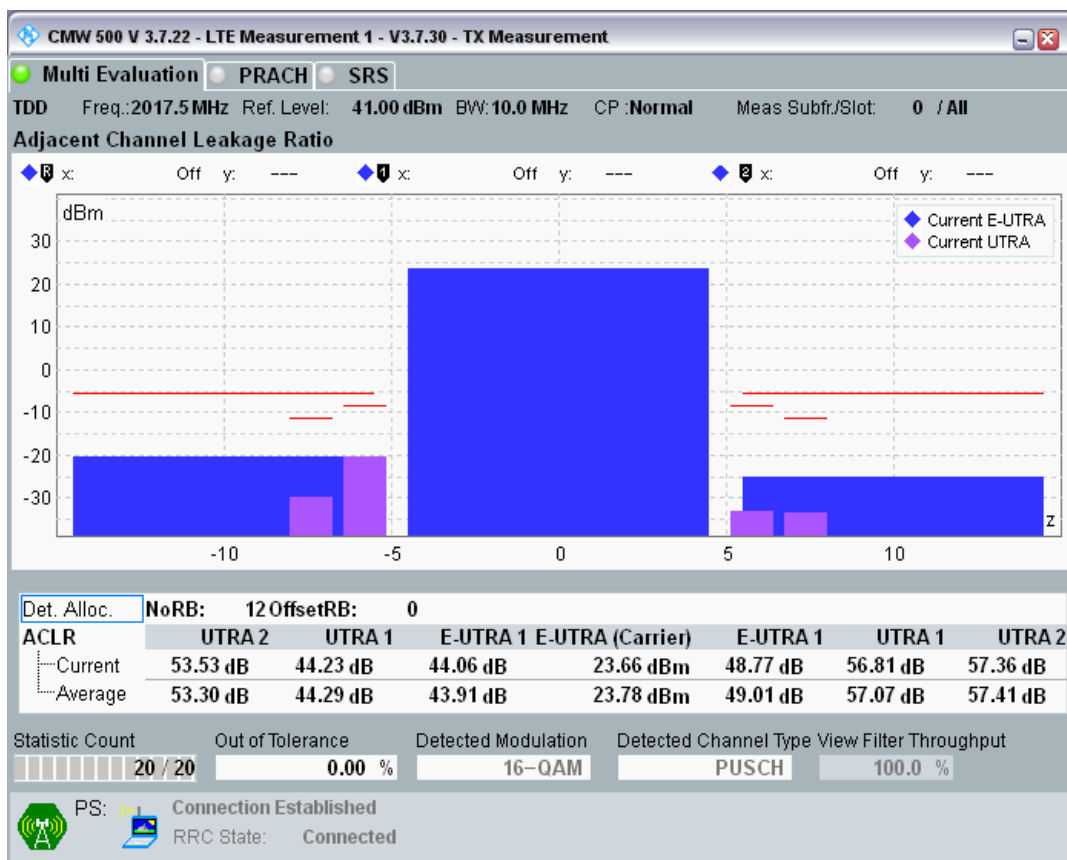 CMW 500 V 3.7.22 - LTE Measurement 1 - V3.7.30 - TX Measurement
Multi Evaluation PRACH SRS
TDD Freq.:2017.5 MHz Ref. Level: 41.00 dBm BW:10.0 MHz CP :Normal Meas Subfr./Slot: 0 / All
Adjacent Channel Leakage Ratio
R x: Off y: --- 1 x: Off y: --- 2 x: Off y: ---
dBm
Current E-UTRA
Current UTRA
30
20
10
0
-10
-20
-30
z
-10 -5 0 5 10
Det. Alloc. NoRB: 12 OffsetRB: 0
ACLR UTRA 2 UTRA 1 E-UTRA 1 E-UTRA (Carrier) E-UTRA 1 UTRA 1 UTRA 2
Current 53.53 dB 44.23 dB 44.06 dB 23.66 dBm 48.77 dB 56.81 dB 57.36 dB
Average 53.30 dB 44.29 dB 43.91 dB 23.78 dBm 49.01 dB 57.07 dB 57.41 dB
Statistic Count Out of Tolerance Detected Modulation Detected Channel Type View Filter Throughput
20 / 20 0.00 % 16-QAM PUSCH 100.0 %
PS: Connection Established
RRC State: Connected